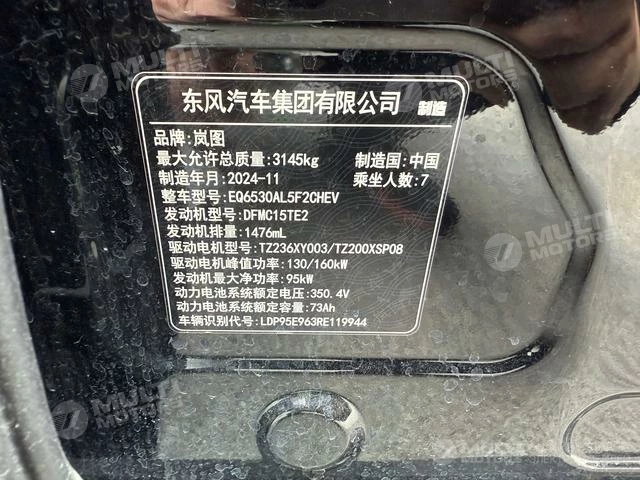 东风汽车集团有限公司 制造
品牌:岚图
最大允许总质量:3145kg 制造国:中国
制造年月:2024-11 乘坐人数:7
整车型号:EQ6530AL5F2CHEV
发动机型号:DFMC15TE2
发动机排量:1476mL
驱动电机型号:TZ236XY003/TZ200XSP08
驱动电机峰值功率:130/160kW
发动机最大净功率:95kW
动力电池系统额定电压:350.4V
动力电池系统额定容量:73Ah
车辆识别代号:LDP95E963RE119944
MULTI MOTORS
MULTI MOTORS
MULTI MOTORS
MULTI MOTORS
MULTI MOTORS
MULTI MOTORS